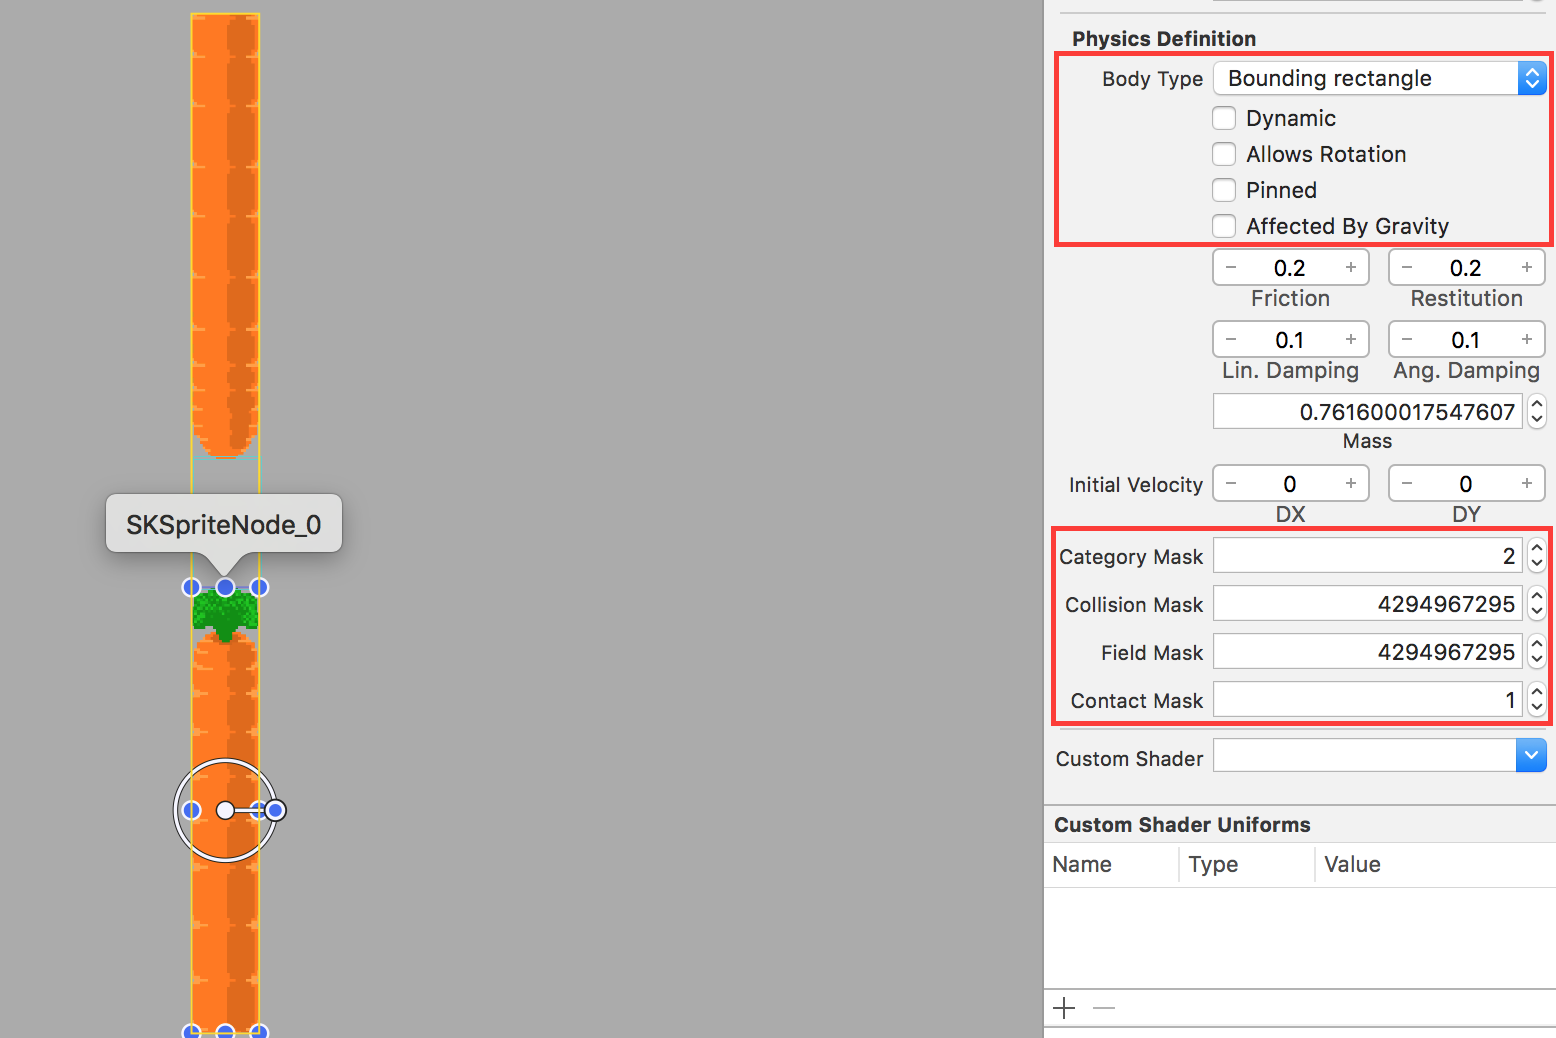 SKSpriteNode_0
Physics Definition
Body Type Bounding rectangle
Dynamic
Allows Rotation
Pinned
Affected By Gravity
0.2 0.2
Friction Restitution
0.1 0.1
Lin. Damping Ang. Damping
0.761600017547607
Mass
Initial Velocity 0 0
DX DY
Category Mask 2
Collision Mask 4294967295
Field Mask 4294967295
Contact Mask 1
Custom Shader
Custom Shader Uniforms
Name Type Value